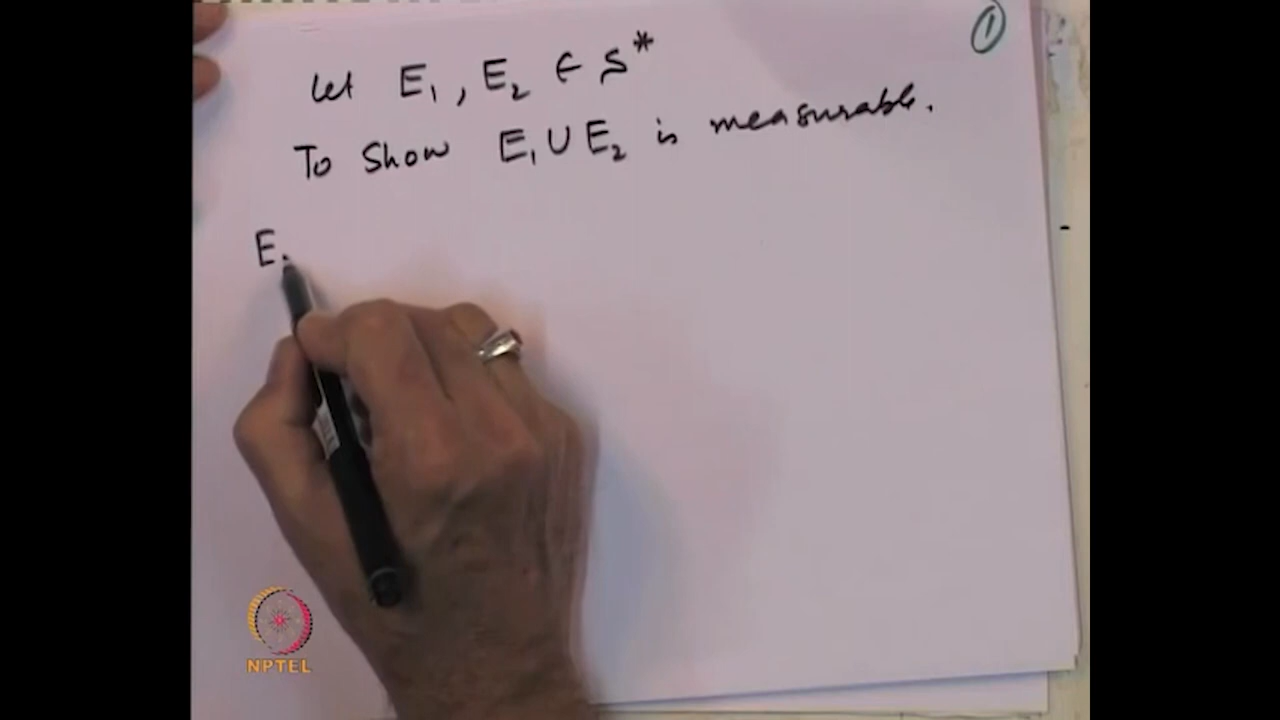 1
Let E₁, E₂ ∈ S*
To Show E₁ ∪ E₂ is measurable.
E
NPTEL